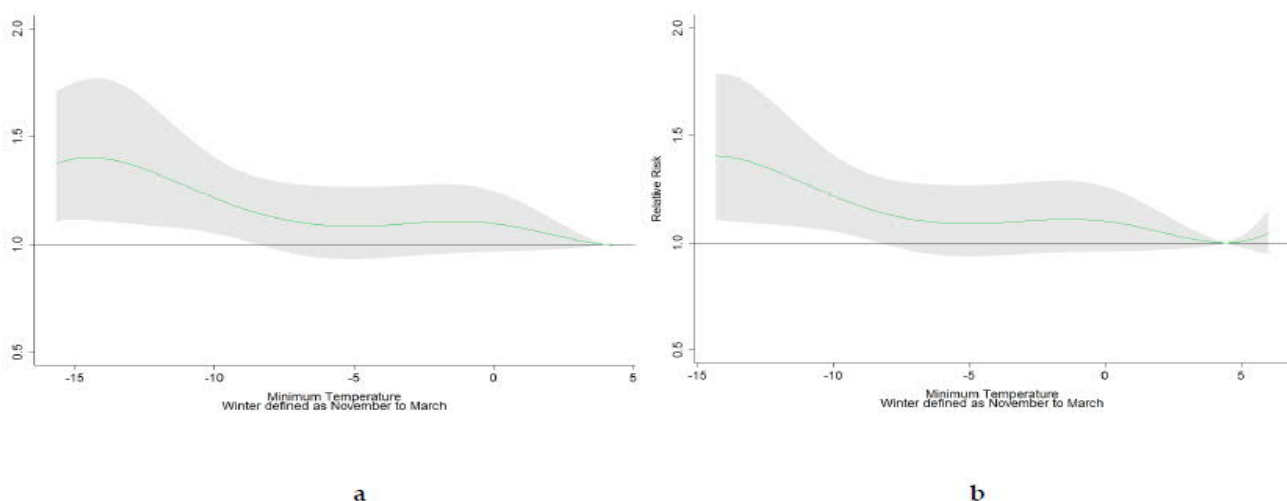 2.0
1.5
1.0
0.5
-15 -10 -5 0 5
Minimum Temperature
Winter defined as November to March
a
Relative Risk
2.0
1.5
1.0
0.5
-15 -10 -5 0 5
Minimum Temperature
Winter defined as November to March
b